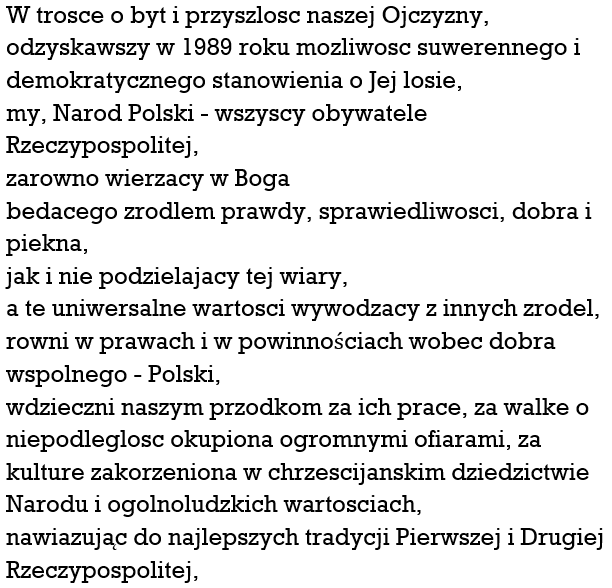 W trosce o byt i przyszlosc naszej Ojczyzny,
odzyskawszy w 1989 roku mozliwosc suwerennego i
demokratycznego stanowienia o Jej losie,
my, Narod Polski - wszyscy obywatele
Rzeczypospolitej,
zarowno wierzacy w Boga
bedacego zrodlem prawdy, sprawiedliwosci, dobra i
piekna,
jak i nie podzielajacy tej wiary,
a te uniwersalne wartosci wywodzacy z innych zrodel,
rowni w prawach i w powinnościach wobec dobra
wspolnego - Polski,
wdzieczni naszym przodkom za ich prace, za walke o
niepodleglosc okupiona ogromnymi ofiarami, za
kulture zakorzeniona w chrzescijanskim dziedzictwie
Narodu i ogolnoludzkich wartosciach,
nawiazując do najlepszych tradycji Pierwszej i Drugiej
Rzeczypospolitej,